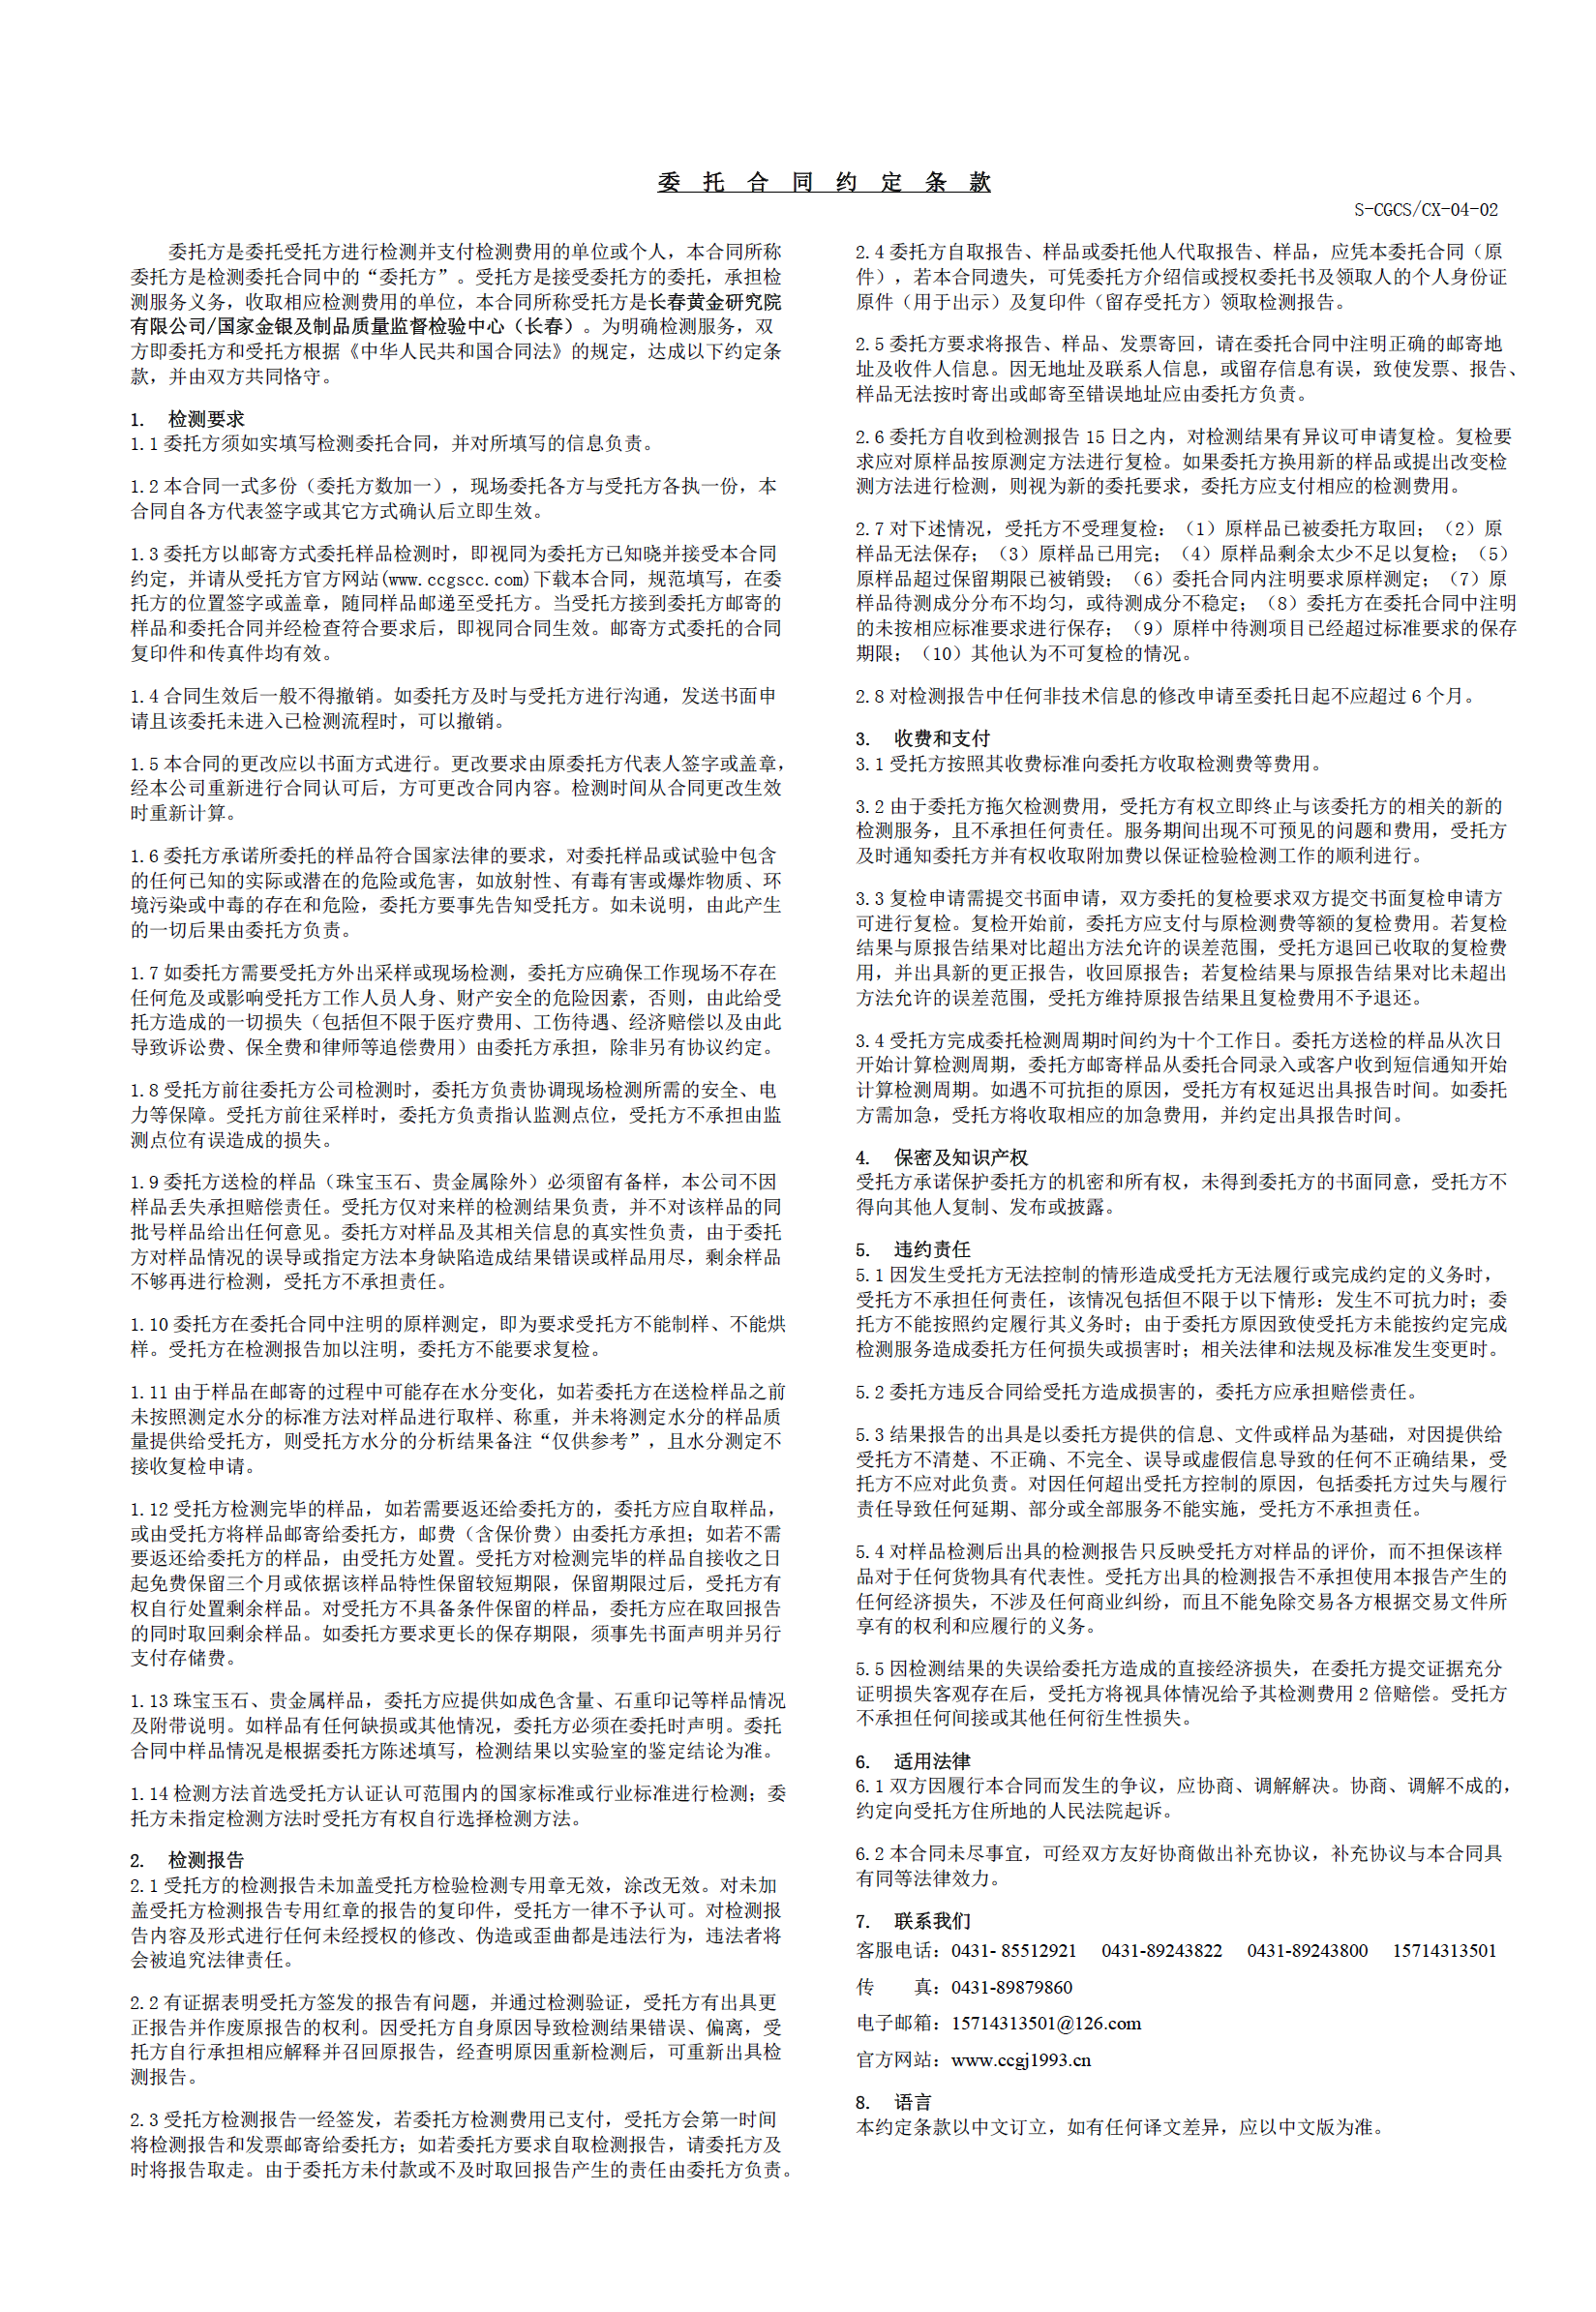 委 托 合 同 约 定 条 款
S-CGCS/CX-04-02
委托方是委托受托方进行检测并支付检测费用的单位或个人，本合同所称
委托方是检测委托合同中的“委托方”。受托方是接受委托方的委托，承担检
测服务义务，收取相应检测费用的单位，本合同所称受托方是长春黄金研究院
有限公司/国家金银及制品质量监督检验中心（长春）。为明确检测服务，双
方即委托方和受托方根据《中华人民共和国合同法》的规定，达成以下约定条
款，并由双方共同恪守。
1. 检测要求
1.1 委托方须如实填写检测委托合同，并对所填写的信息负责。
1.2 本合同一式多份（委托方数加一），现场委托各方与受托方各执一份，本
合同自各方代表签字或其它方式确认后立即生效。
1.3 委托方以邮寄方式委托样品检测时，即视同为委托方已知晓并接受本合同
约定，并请从受托方官方网站(www.ccgscc.com)下载本合同，规范填写，在委
托方的位置签字或盖章，随同样品邮递至受托方。当受托方接到委托方邮寄的
样品和委托合同并经检查符合要求后，即视同合同生效。邮寄方式委托的合同
复印件和传真件均有效。
1.4 合同生效后一般不得撤销。如委托方及时与受托方进行沟通，发送书面申
请且该委托未进入已检测流程时，可以撤销。
1.5 本合同的更改应以书面方式进行。更改要求由原委托方代表人签字或盖章，
经本公司重新进行合同认可后，方可更改合同内容。检测时间从合同更改生效
时重新计算。
1.6 委托方承诺所委托的样品符合国家法律的要求，对委托样品或试验中包含
的任何已知的实际或潜在的危险或危害，如放射性、有毒有害或爆炸物质、环
境污染或中毒的存在和危险，委托方要事先告知受托方。如未说明，由此产生
的一切后果由委托方负责。
1.7 如委托方需要受托方外出采样或现场检测，委托方应确保工作现场不存在
任何危及或影响受托方工作人员人身、财产安全的危险因素，否则，由此给受
托方造成的一切损失（包括但不限于医疗费用、工伤待遇、经济赔偿以及由此
导致诉讼费、保全费和律师等追偿费用）由委托方承担，除非另有协议约定。
1.8 受托方前往委托方公司检测时，委托方负责协调现场检测所需的安全、电
力等保障。受托方前往采样时，委托方负责指认监测点位，受托方不承担由监
测点位有误造成的损失。
1.9 委托方送检的样品（珠宝玉石、贵金属除外）必须留有备样，本公司不因
样品丢失承担赔偿责任。受托方仅对来样的检测结果负责，并不对该样品的同
批号样品给出任何意见。委托方对样品及其相关信息的真实性负责，由于委托
方对样品情况的误导或指定方法本身缺陷造成结果错误或样品用尽，剩余样品
不够再进行检测，受托方不承担责任。
1.10 委托方在委托合同中注明的原样测定，即为要求受托方不能制样、不能烘
样。受托方在检测报告加以注明，委托方不能要求复检。
1.11 由于样品在邮寄的过程中可能存在水分变化，如若委托方在送检样品之前
未按照测定水分的标准方法对样品进行取样、称重，并未将测定水分的样品质
量提供给受托方，则受托方水分的分析结果备注“仅供参考”，且水分测定不
接收复检申请。
1.12 受托方检测完毕的样品，如若需要返还给委托方的，委托方应自取样品，
或由受托方将样品邮寄给委托方，邮费（含保价费）由委托方承担；如若不需
要返还给委托方的样品，由受托方处置。受托方对检测完毕的样品自接收之日
起免费保留三个月或依据该样品特性保留较短期限，保留期限过后，受托方有
权自行处置剩余样品。对受托方不具备条件保留的样品，委托方应在取回报告
的同时取回剩余样品。如委托方要求更长的保存期限，须事先书面声明并另行
支付存储费。
1.13 珠宝玉石、贵金属样品，委托方应提供如成色含量、石重印记等样品情况
及附带说明。如样品有任何缺损或其他情况，委托方必须在委托时声明。委托
合同中样品情况是根据委托方陈述填写，检测结果以实验室的鉴定结论为准。
1.14 检测方法首选受托方认证认可范围内的国家标准或行业标准进行检测；委
托方未指定检测方法时受托方有权自行选择检测方法。
2. 检测报告
2.1 受托方的检测报告未加盖受托方检验检测专用章无效，涂改无效。对未加
盖受托方检测报告专用红章的报告的复印件，受托方一律不予认可。对检测报
告内容及形式进行任何未经授权的修改、伪造或歪曲都是违法行为，违法者将
会被追究法律责任。
2.2 有证据表明受托方签发的报告有问题，并通过检测验证，受托方有出具更
正报告并作废原报告的权利。因受托方自身原因导致检测结果错误、偏离，受
托方自行承担相应解释并召回原报告，经查明原因重新检测后，可重新出具检
测报告。
2.3 受托方检测报告一经签发，若委托方检测费用已支付，受托方会第一时间
将检测报告和发票邮寄给委托方；如若委托方要求自取检测报告，请委托方及
时将报告取走。由于委托方未付款或不及时取回报告产生的责任由委托方负责。
2.4 委托方自取报告、样品或委托他人代取报告、样品，应凭本委托合同（原
件），若本合同遗失，可凭委托方介绍信或授权委托书及领取人的个人身份证
原件（用于出示）及复印件（留存受托方）领取检测报告。
2.5 委托方要求将报告、样品、发票寄回，请在委托合同中注明正确的邮寄地
址及收件人信息。因无地址及联系人信息，或留存信息有误，致使发票、报告、
样品无法按时寄出或邮寄至错误地址应由委托方负责。
2.6 委托方自收到检测报告 15 日之内，对检测结果有异议可申请复检。复检要
求应对原样品按原测定方法进行复检。如果委托方换用新的样品或提出改变检
测方法进行检测，则视为新的委托要求，委托方应支付相应的检测费用。
2.7 对下述情况，受托方不受理复检：（1）原样品已被委托方取回；（2）原
样品无法保存；（3）原样品已用完；（4）原样品剩余太少不足以复检；（5）
原样品超过保留期限已被销毁；（6）委托合同内注明要求原样测定；（7）原
样品待测成分分布不均匀，或待测成分不稳定；（8）委托方在委托合同中注明
的未按相应标准要求进行保存；（9）原样中待测项目已经超过标准要求的保存
期限；（10）其他认为不可复检的情况。
2.8 对检测报告中任何非技术信息的修改申请至委托日起不应超过 6 个月。
3. 收费和支付
3.1 受托方按照其收费标准向委托方收取检测费等费用。
3.2 由于委托方拖欠检测费用，受托方有权立即终止与该委托方的相关的新的
检测服务，且不承担任何责任。服务期间出现不可预见的问题和费用，受托方
及时通知委托方并有权收取附加费以保证检验检测工作的顺利进行。
3.3 复检申请需提交书面申请，双方委托的复检要求双方提交书面复检申请方
可进行复检。复检开始前，委托方应支付与原检测费等额的复检费用。若复检
结果与原报告结果对比超出方法允许的误差范围，受托方退回已收取的复检费
用，并出具新的更正报告，收回原报告；若复检结果与原报告结果对比未超出
方法允许的误差范围，受托方维持原报告结果且复检费用不予退还。
3.4 受托方完成委托检测周期时间约为十个工作日。委托方送检的样品从次日
开始计算检测周期，委托方邮寄样品从委托合同录入或客户收到短信通知开始
计算检测周期。如遇不可抗拒的原因，受托方有权延迟出具报告时间。如委托
方需加急，受托方将收取相应的加急费用，并约定出具报告时间。
4. 保密及知识产权
受托方承诺保护委托方的机密和所有权，未得到委托方的书面同意，受托方不
得向其他人复制、发布或披露。
5. 违约责任
5.1 因发生受托方无法控制的情形造成受托方无法履行或完成约定的义务时，
受托方不承担任何责任，该情况包括但不限于以下情形：发生不可抗力时；委
托方不能按照约定履行其义务时；由于委托方原因致使受托方未能按约定完成
检测服务造成委托方任何损失或损害时；相关法律和法规及标准发生变更时。
5.2 委托方违反合同给受托方造成损害的，委托方应承担赔偿责任。
5.3 结果报告的出具是以委托方提供的信息、文件或样品为基础，对因提供给
受托方不清楚、不正确、不完全、误导或虚假信息导致的任何不正确结果，受
托方不应对此负责。对因任何超出受托方控制的原因，包括委托方过失与履行
责任导致任何延期、部分或全部服务不能实施，受托方不承担责任。
5.4 对样品检测后出具的检测报告只反映受托方对样品的评价，而不担保该样
品对于任何货物具有代表性。受托方出具的检测报告不承担使用本报告产生的
任何经济损失，不涉及任何商业纠纷，而且不能免除交易各方根据交易文件所
享有的权利和应履行的义务。
5.5 因检测结果的失误给委托方造成的直接经济损失，在委托方提交证据充分
证明损失客观存在后，受托方将视具体情况给予其检测费用 2 倍赔偿。受托方
不承担任何间接或其他任何衍生性损失。
6. 适用法律
6.1 双方因履行本合同而发生的争议，应协商、调解解决。协商、调解不成的，
约定向受托方住所地的人民法院起诉。
6.2 本合同未尽事宜，可经双方友好协商做出补充协议，补充协议与本合同具
有同等法律效力。
7. 联系我们
客服电话：0431- 85512921 0431-89243822 0431-89243800 15714313501
传 真：0431-89879860
电子邮箱：15714313501@126.com
官方网站：www.ccgj1993.cn
8. 语言
本约定条款以中文订立，如有任何译文差异，应以中文版为准。